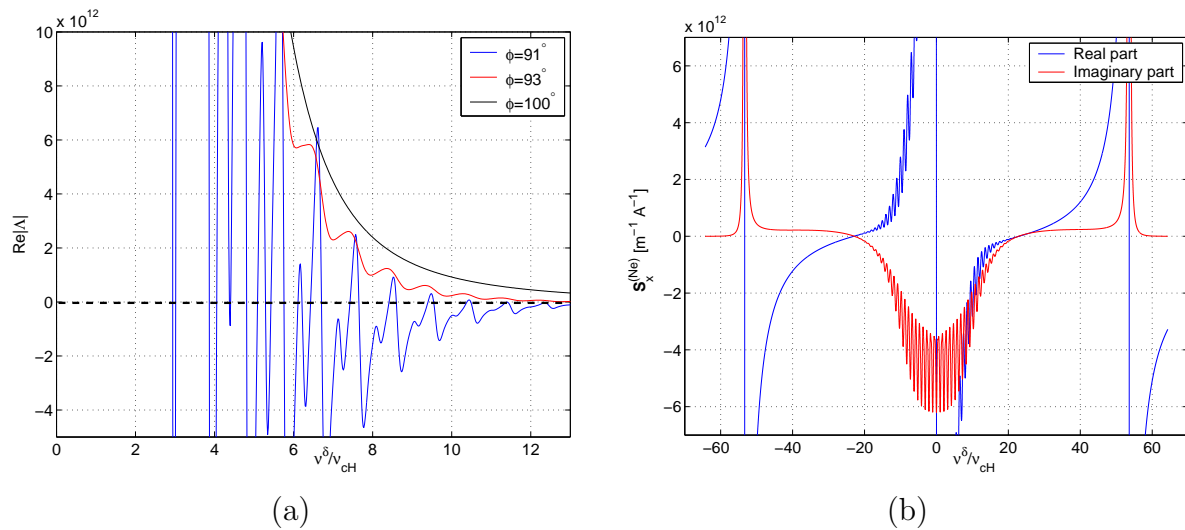 x 10^12
10
8
6
4
2
0
−2
−4
Re|Λ|
0 2 4 6 8 10 12
ν^δ/ν_cH
φ=91°
φ=93°
φ=100°
(a)
x 10^12
6
4
2
0
−2
−4
−6
S_x^(Ne) [m^−1 A^−1]
−60 −40 −20 0 20 40 60
ν^δ/ν_cH
Real part
Imaginary part
(b)